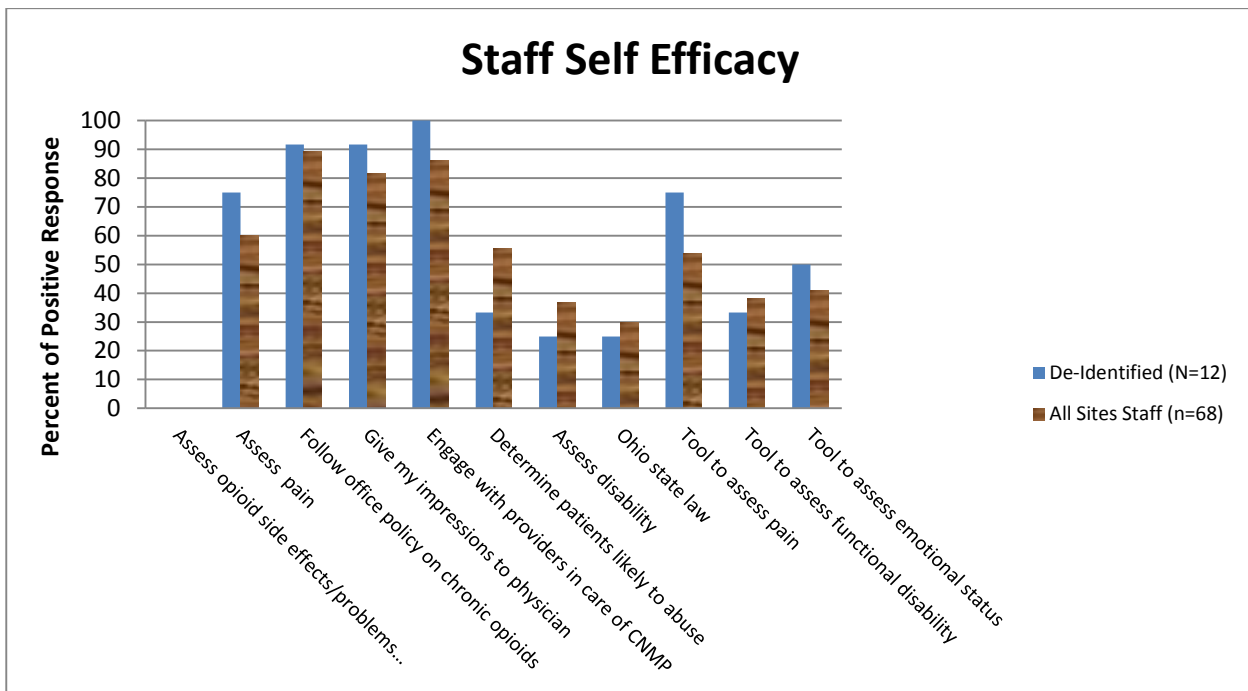 Staff Self Efficacy
Percent of Positive Response
100
90
80
70
60
50
40
30
20
10
0
Assess opioid side effects/problems...
Assess pain
Follow office policy on chronic opioids
Give my impressions to physician
Engage with providers in care of CNMP
Determine patients likely to abuse
Assess disability
Ohio state law
Tool to assess pain
Tool to assess functional disability
Tool to assess emotional status
De-Identified (N=12)
All Sites Staff (n=68)